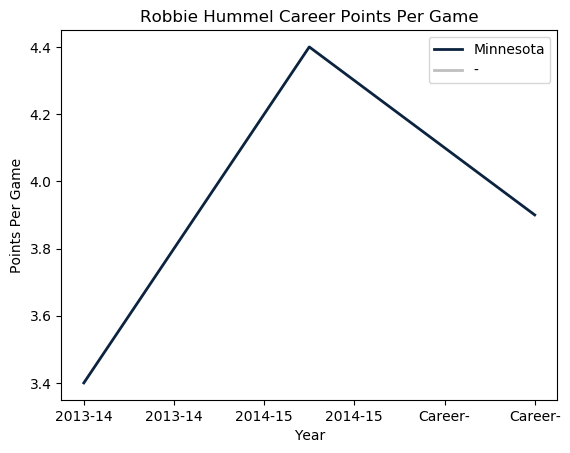 Robbie Hummel Career Points Per Game
Minnesota
-
4.4
4.2
4.0
3.8
3.6
3.4
Points Per Game
2013-14 2013-14 2014-15 2014-15 Career- Career-
Year